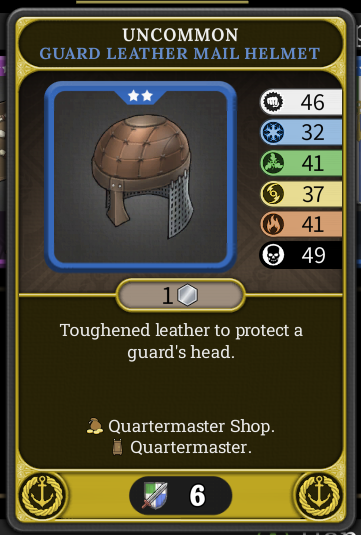 UNCOMMON
GUARD LEATHER MAIL HELMET
46
32
41
37
41
49
1
Toughened leather to protect a
guard's head.
Quartermaster Shop.
Quartermaster.
6